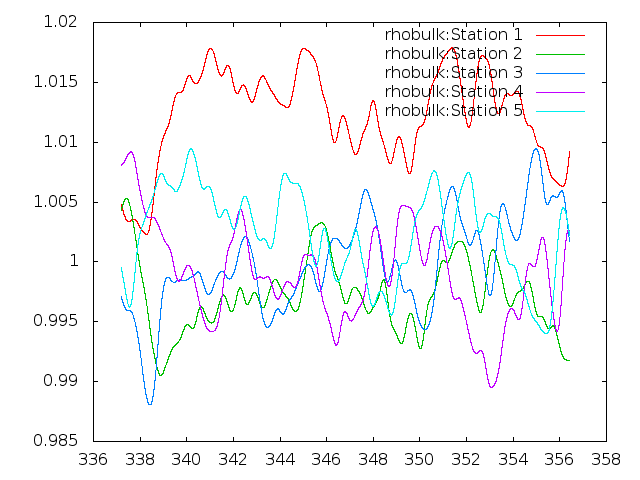 1.02
1.015
1.01
1.005
1
0.995
0.99
0.985
336 338 340 342 344 346 348 350 352 354 356 358
rhobulk:Station 1
rhobulk:Station 2
rhobulk:Station 3
rhobulk:Station 4
rhobulk:Station 5